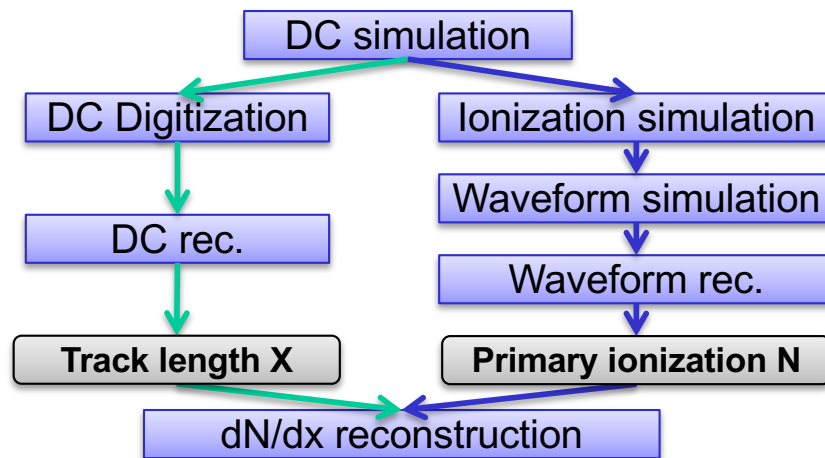 DC simulation
DC Digitization
Ionization simulation
Waveform simulation
DC rec.
Waveform rec.
Track length X
Primary ionization N
dN/dx reconstruction